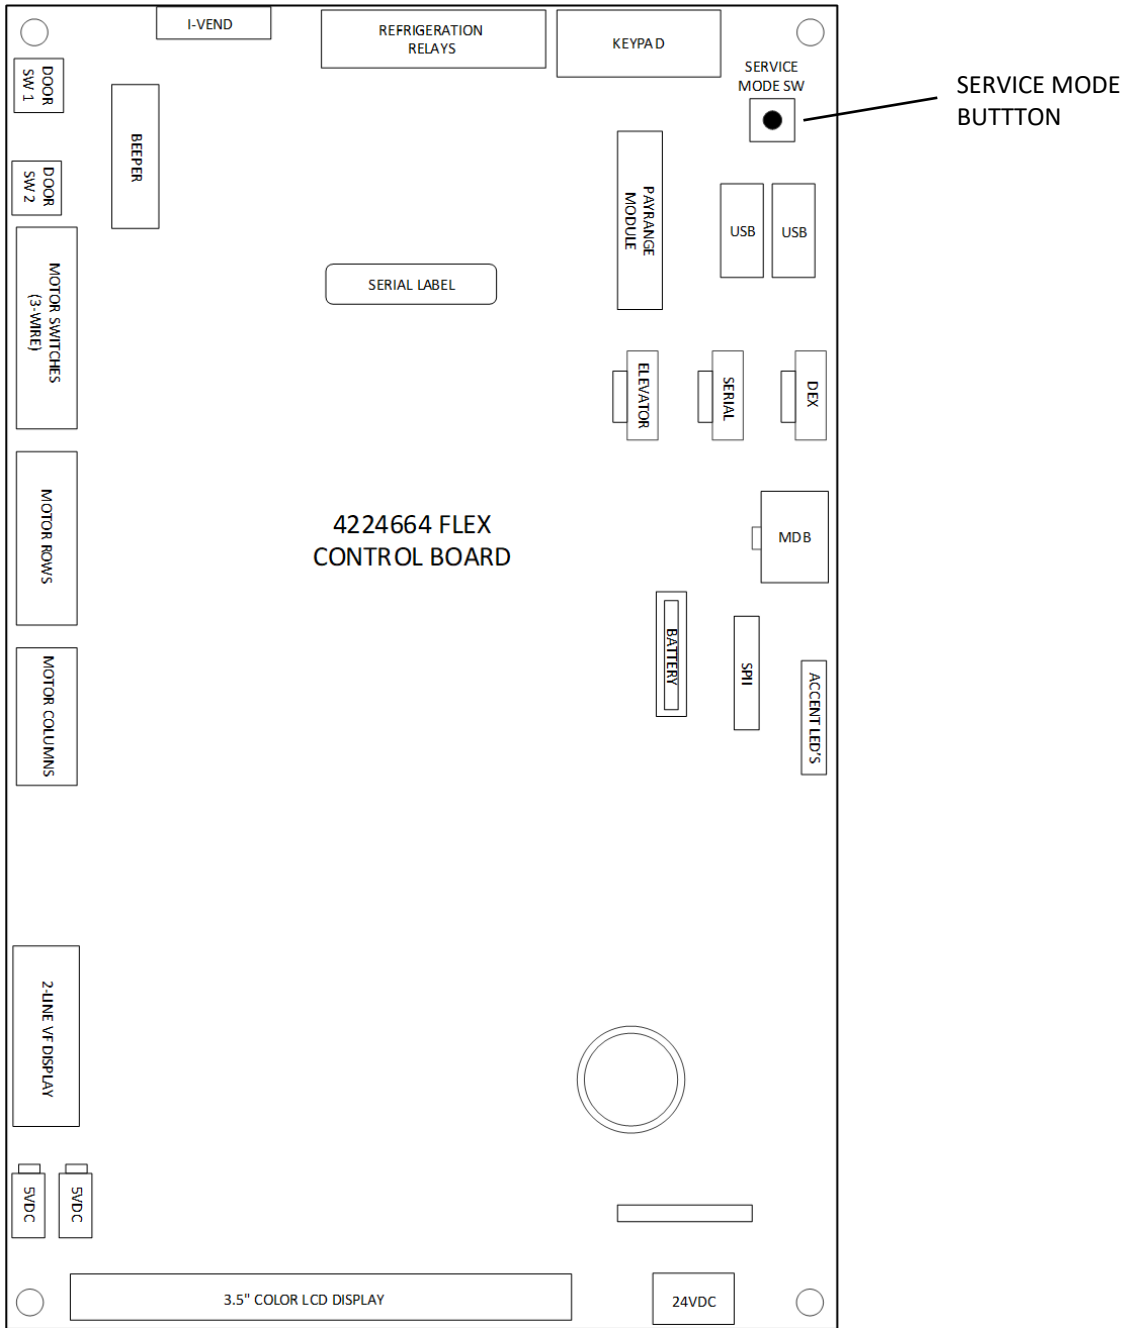 I-VEND
REFRIGERATION
RELAYS
KEYPAD
SERVICE
MODE SW
SERVICE MODE
BUTTTON
DOOR
SW 1
BEEPER
DOOR
SW 2
PAYRANGE
MODULE
USB
USB
MOTOR SWITCHES
(3-WIRE)
SERIAL LABEL
ELEVATOR
SERIAL
DEX
MOTOR ROWS
4224664 FLEX
CONTROL BOARD
MDB
BATTERY
SPII
ACCENT LED'S
MOTOR COLUMNS
2-LINE VF DISPLAY
5VDC
5VDC
3.5" COLOR LCD DISPLAY
24VDC